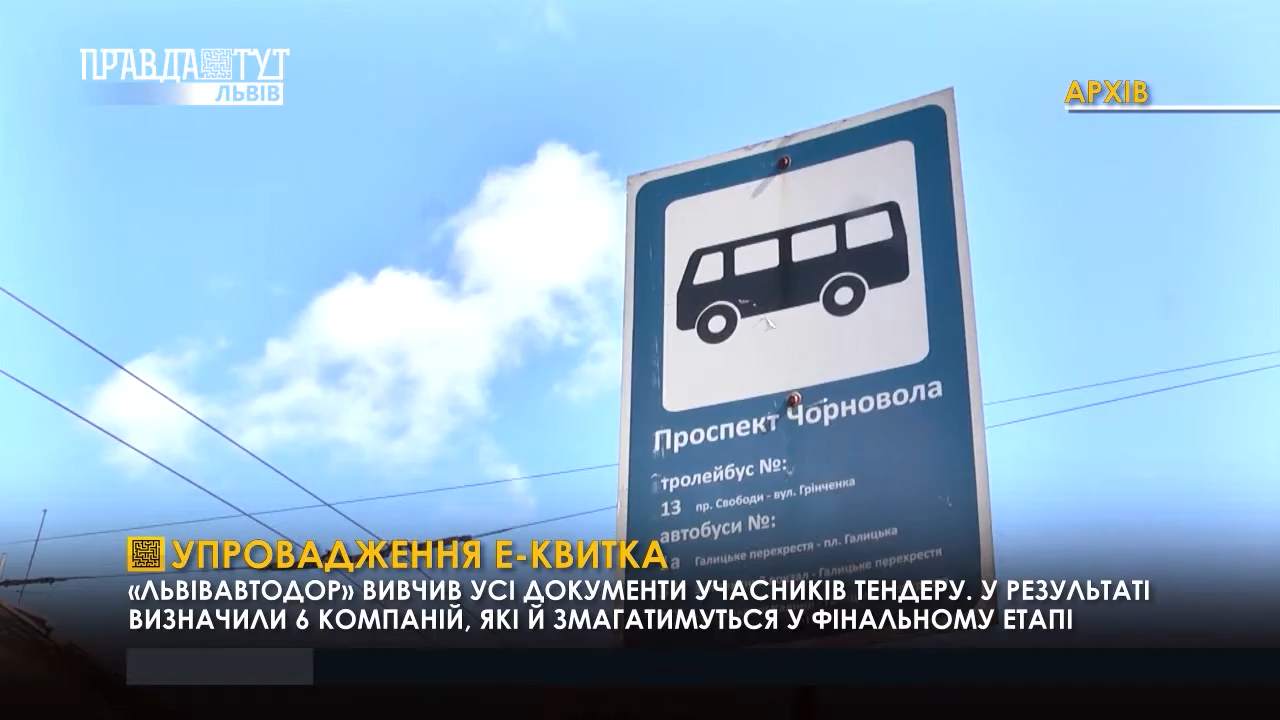 ПРАВДА ТУТ
ЛЬВІВ
АРХІВ
Проспект Чорновола
тролейбус №:
13 пр. Свободи - вул. Грінченка
автобуси №:
а Галицьке перехрестя - пл. Галицька
вокзал - Галицьке перехрестя
УПРОВАДЖЕННЯ Е-КВИТКА
«ЛЬВІВАВТОДОР» ВИВЧИВ УСІ ДОКУМЕНТИ УЧАСНИКІВ ТЕНДЕРУ. У РЕЗУЛЬТАТІ
ВИЗНАЧИЛИ 6 КОМПАНІЙ, ЯКІ Й ЗМАГАТИМУТЬСЯ У ФІНАЛЬНОМУ ЕТАПІ